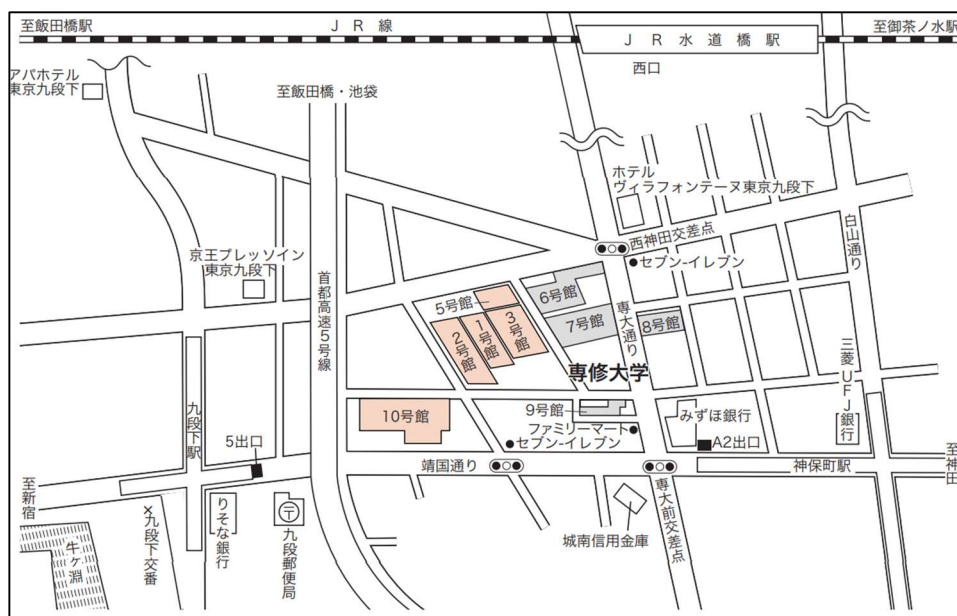 至飯田橋駅
JR線
至御茶ノ水駅
JR水道橋駅
西口
アパホテル
東京九段下
至飯田橋・池袋
ホテル
ヴィラフォンテーヌ東京九段下
西神田交差点
セブン-イレブン
白山通り
京王プレッソイン
東京九段下
首都高速5号線
5号館
6号館
3号館
1号館
2号館
7号館
専大通り
8号館
専修大学
三菱UFJ銀行
10号館
9号館
みずほ銀行
ファミリーマート
セブン-イレブン
A2出口
九段下駅
5出口
靖国通り
神保町駅
至神田
至新宿
専大前交差点
城南信用金庫
りそな銀行
〒
九段郵便局
×九段下交番
牛ヶ淵